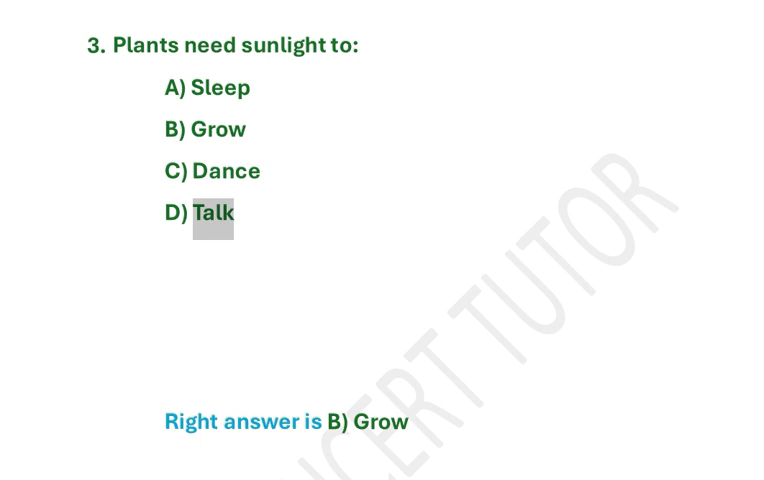 3. Plants need sunlight to:
A) Sleep
B) Grow
C) Dance
D) Talk
NCERT TUTOR
Right answer is B) Grow